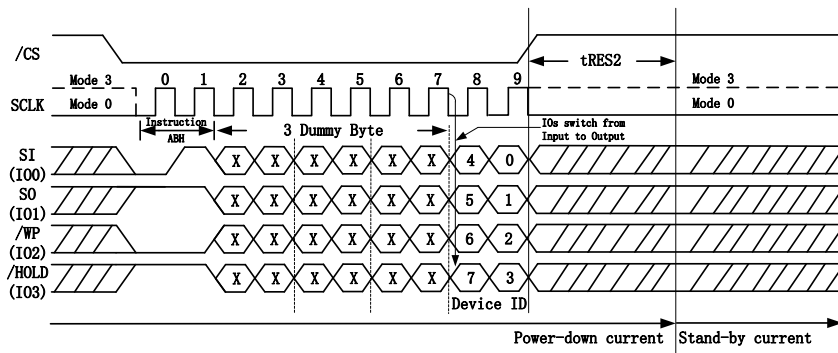 /CS
tRES2
Mode 3 0 1 2 3 4 5 6 7 8 9 Mode 3
SCLK Mode 0 Mode 0
Instruction
ABH
3 Dummy Byte
IOs switch from
Input to Output
SI
(IO0) X X X X X X 4 0
SO
(IO1) X X X X X X 5 1
/WP
(IO2) X X X X X X 6 2
/HOLD
(IO3) X X X X X X 7 3
Device ID
Power-down current Stand-by current